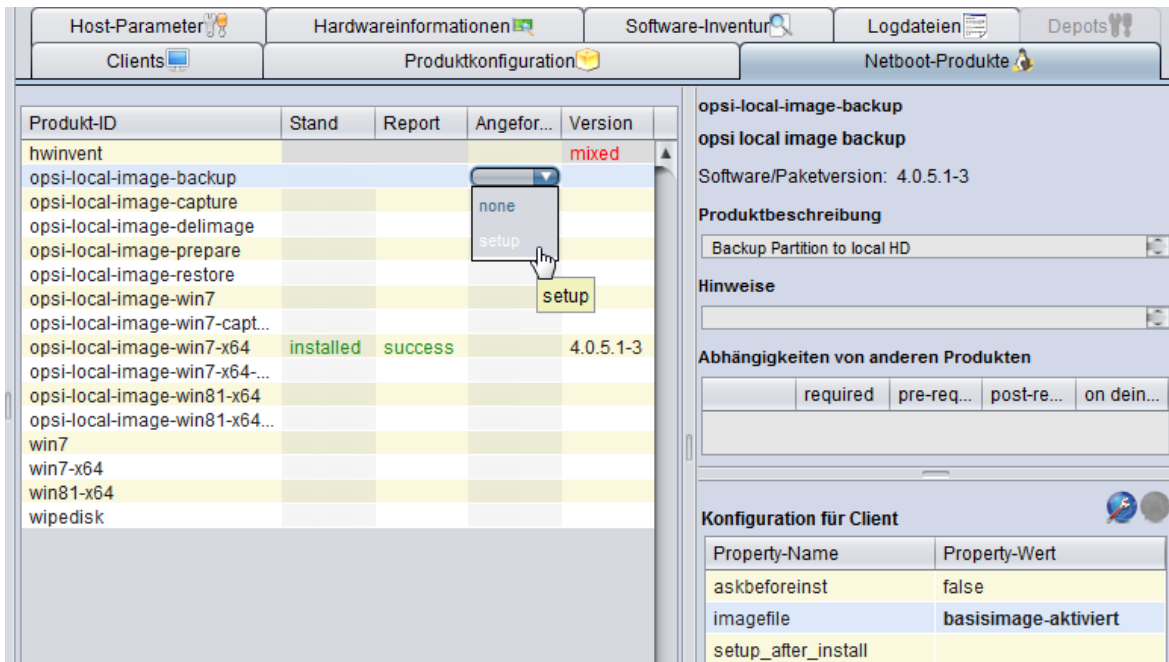 Host-Parameter Hardwareinformationen Software-Inventur Logdateien Depots
Clients Produktkonfiguration Netboot-Produkte
Produkt-ID Stand Report Angefor... Version
hwinvent mixed
opsi-local-image-backup
opsi-local-image-capture
opsi-local-image-delimage
opsi-local-image-prepare
opsi-local-image-restore
opsi-local-image-win7
opsi-local-image-win7-capt...
opsi-local-image-win7-x64 installed success 4.0.5.1-3
opsi-local-image-win7-x64-...
opsi-local-image-win81-x64
opsi-local-image-win81-x64...
win7
win7-x64
win81-x64
wipedisk
none
setup
setup
opsi-local-image-backup
opsi local image backup
Software/Paketversion: 4.0.5.1-3
Produktbeschreibung
Backup Partition to local HD
Hinweise
Abhängigkeiten von anderen Produkten
required pre-req... post-re... on dein...
Konfiguration für Client
Property-Name Property-Wert
askbeforeinst false
imagefile basisimage-aktiviert
setup_after_install